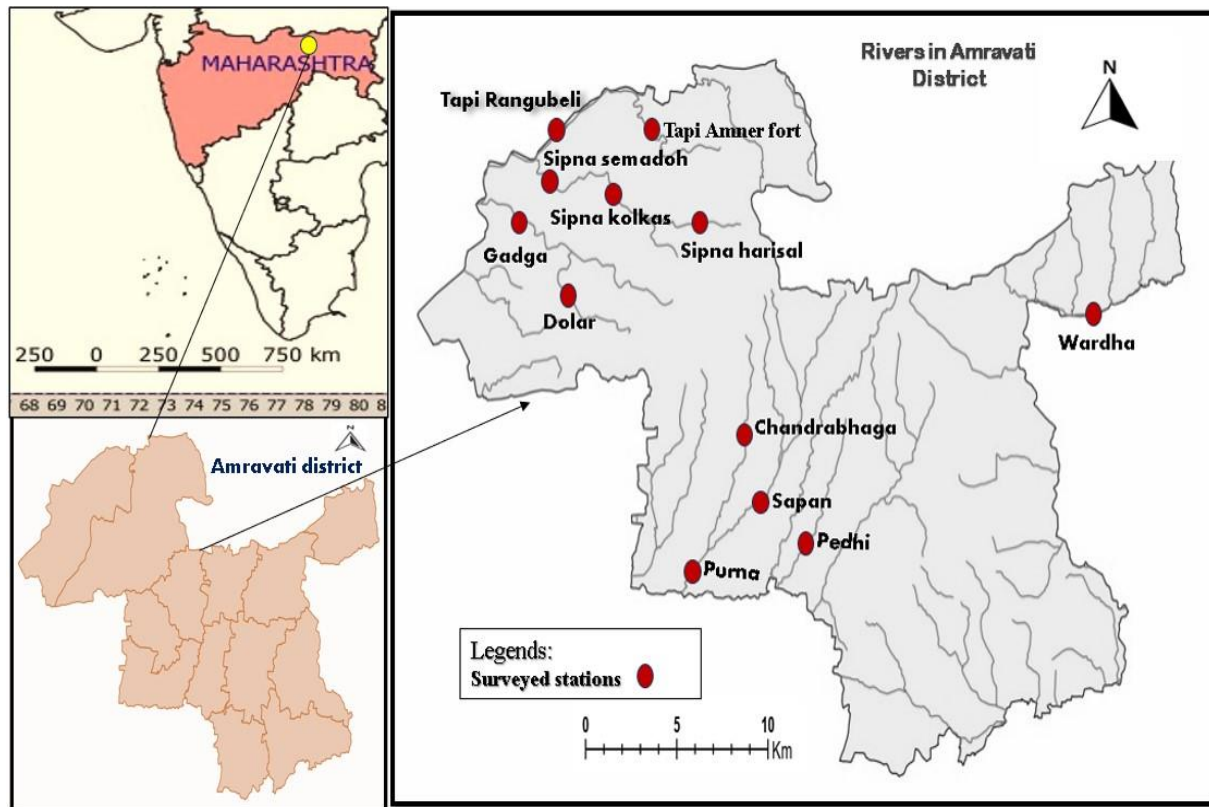 MAHARASHTRA
250 0 250 500 750 km
68 69 70 71 72 73 74 75 76 77 78 79 80 8
N
Amravati district
Rivers in Amravati
District
N
Tapi Rangubeli
Tapi Amner fort
Sipna semadoh
Sipna kolkas
Sipna harisal
Gadga
Dolar
Wardha
Chandrabhaga
Sapan
Pedhi
Purna
Legends:
Surveyed stations
0 5 10
Km